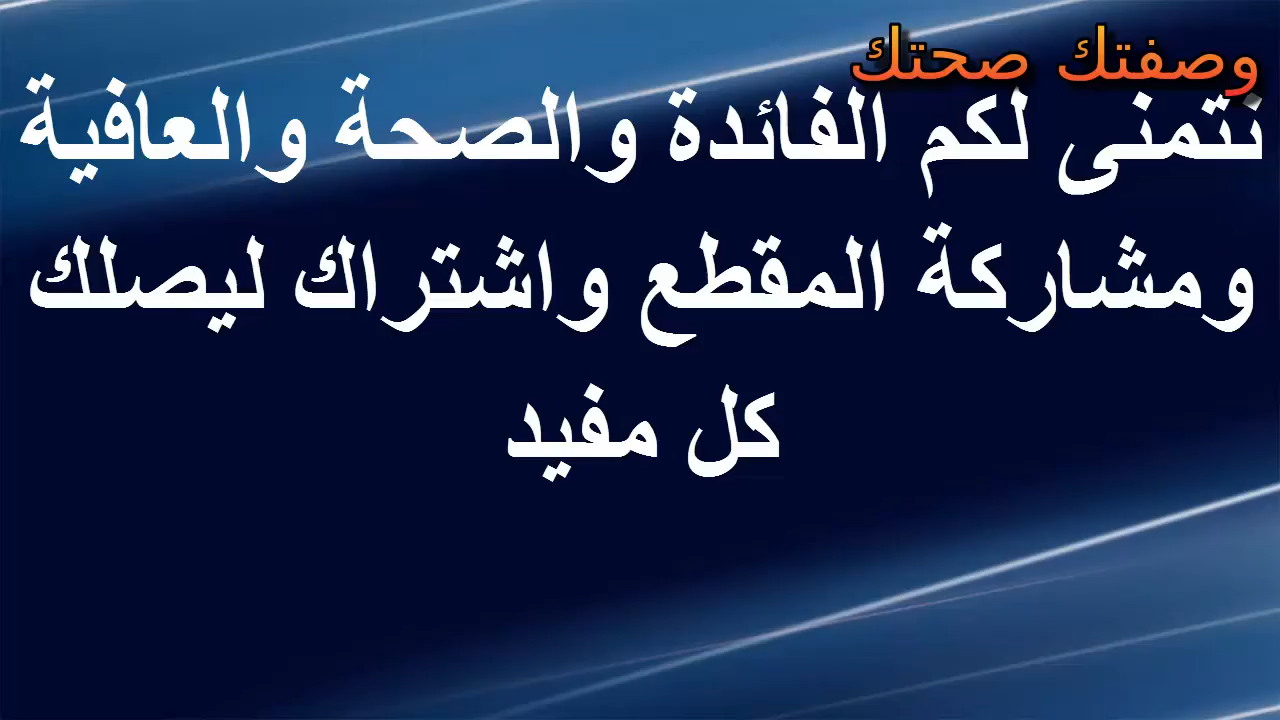 وصفتك صحتك
نتمنى لكم الفائدة والصحة والعافية
ومشاركة المقطع واشتراك ليصلك
كل مفيد